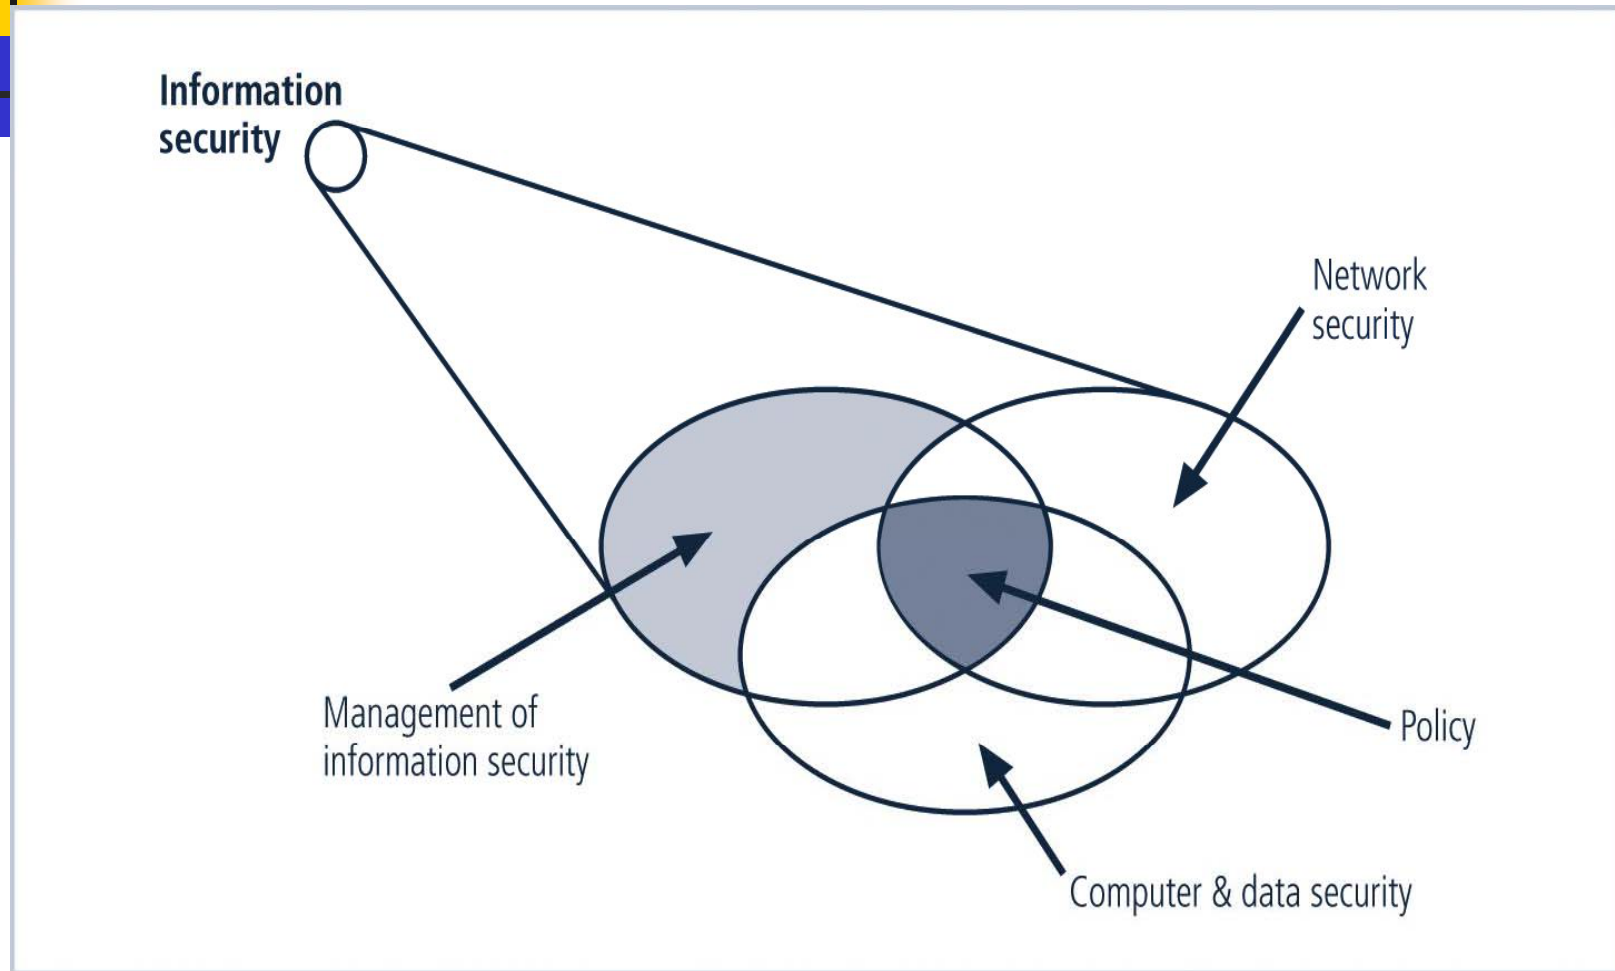 Information
security
Network
security
Management of
information security
Policy
Computer & data security